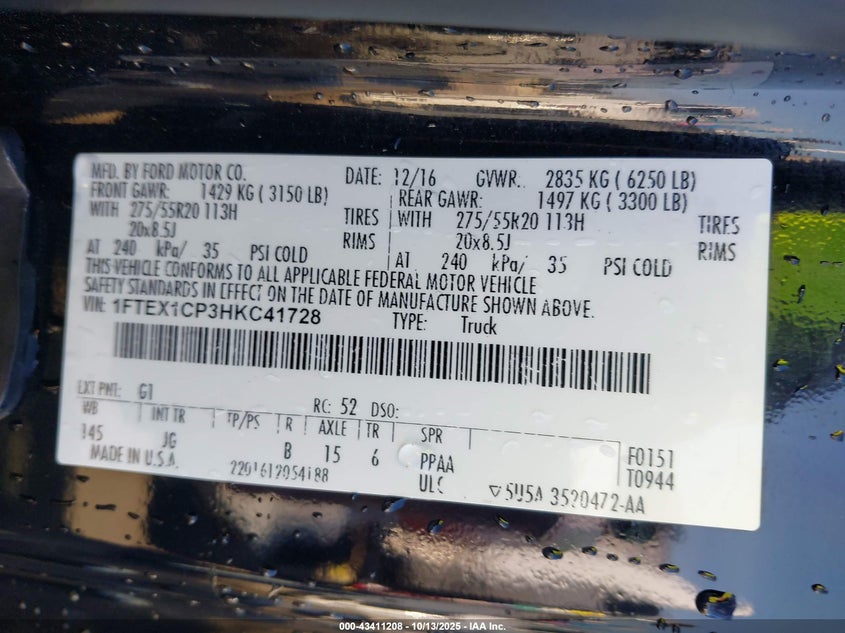 MFD. BY FORD MOTOR CO. DATE: 12/16 GVWR: 2835 KG ( 6250 LB)
FRONT GAWR: 1429 KG ( 3150 LB) REAR GAWR: 1497 KG ( 3300 LB)
WITH 275/55R20 113H TIRES WITH 275/55R20 113H TIRES
20x8.5J RIMS 20x8.5J RIMS
AT 240 kPa/ 35 PSI COLD AT 240 kPa/ 35 PSI COLD
THIS VEHICLE CONFORMS TO ALL APPLICABLE FEDERAL MOTOR VEHICLE
SAFETY STANDARDS IN EFFECT ON THE DATE OF MANUFACTURE SHOWN ABOVE.
VIN: 1FTEX1CP3HKC41728 TYPE: Truck
EXT PNT: G1 RC: 52 DSO:
WB INT TR TP/PS R AXLE TR SPR
145 JG B 15 6 PPAA F0151
MADE IN U.S.A. 2201612054188 ULC T0944
▽ 5U5A 3520472-AA
000-43411208 - 10/13/2025 - IAA Inc.